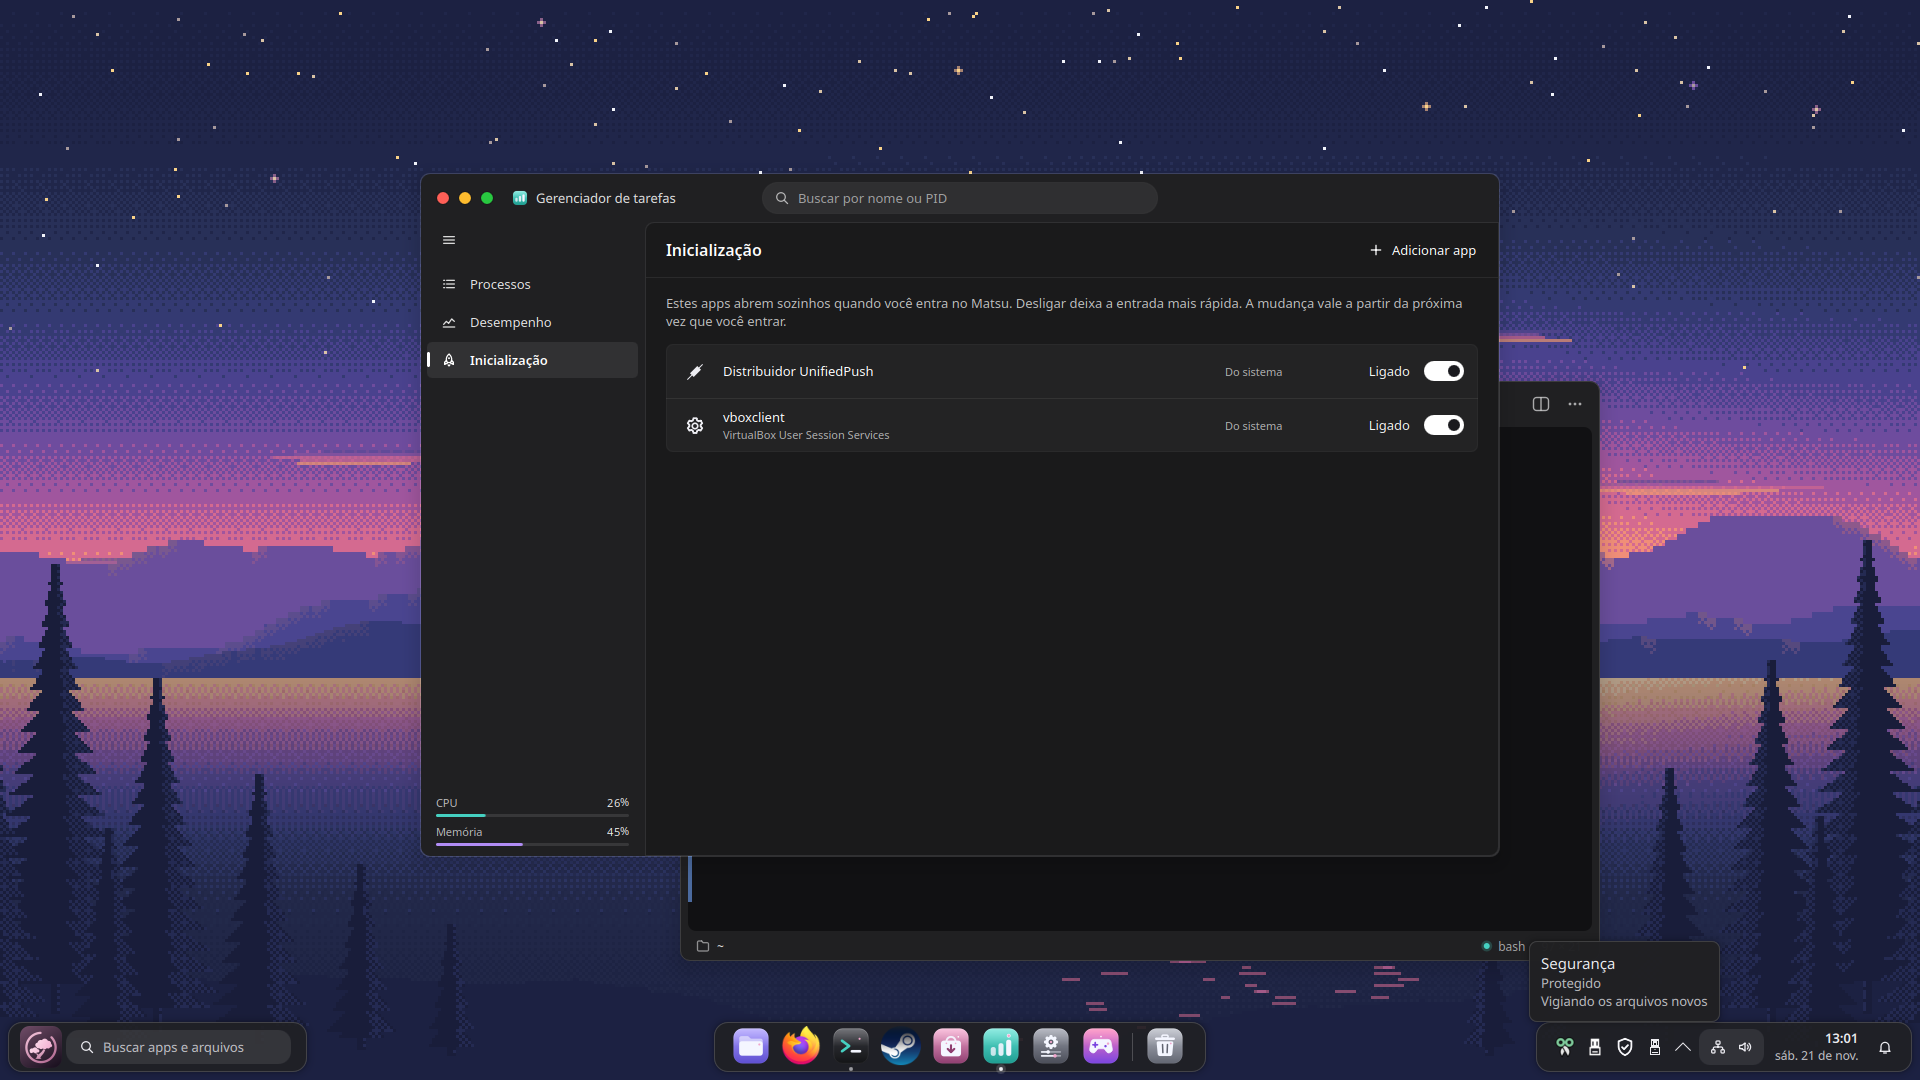 Gerenciador de tarefas
Buscar por nome ou PID
Processos
Desempenho
Inicialização
Inicialização
Adicionar app
Estes apps abrem sozinhos quando você entra no Matsu. Desligar deixa a entrada mais rápida. A mudança vale a partir da próxima
vez que você entrar.
Distribuidor UnifiedPush
Do sistema
Ligado
vboxclient
VirtualBox User Session Services
Do sistema
Ligado
CPU 26%
Memória 45%
~
bash
Segurança
Protegido
Vigiando os arquivos novos
Buscar apps e arquivos
13:01
sáb. 21 de nov.